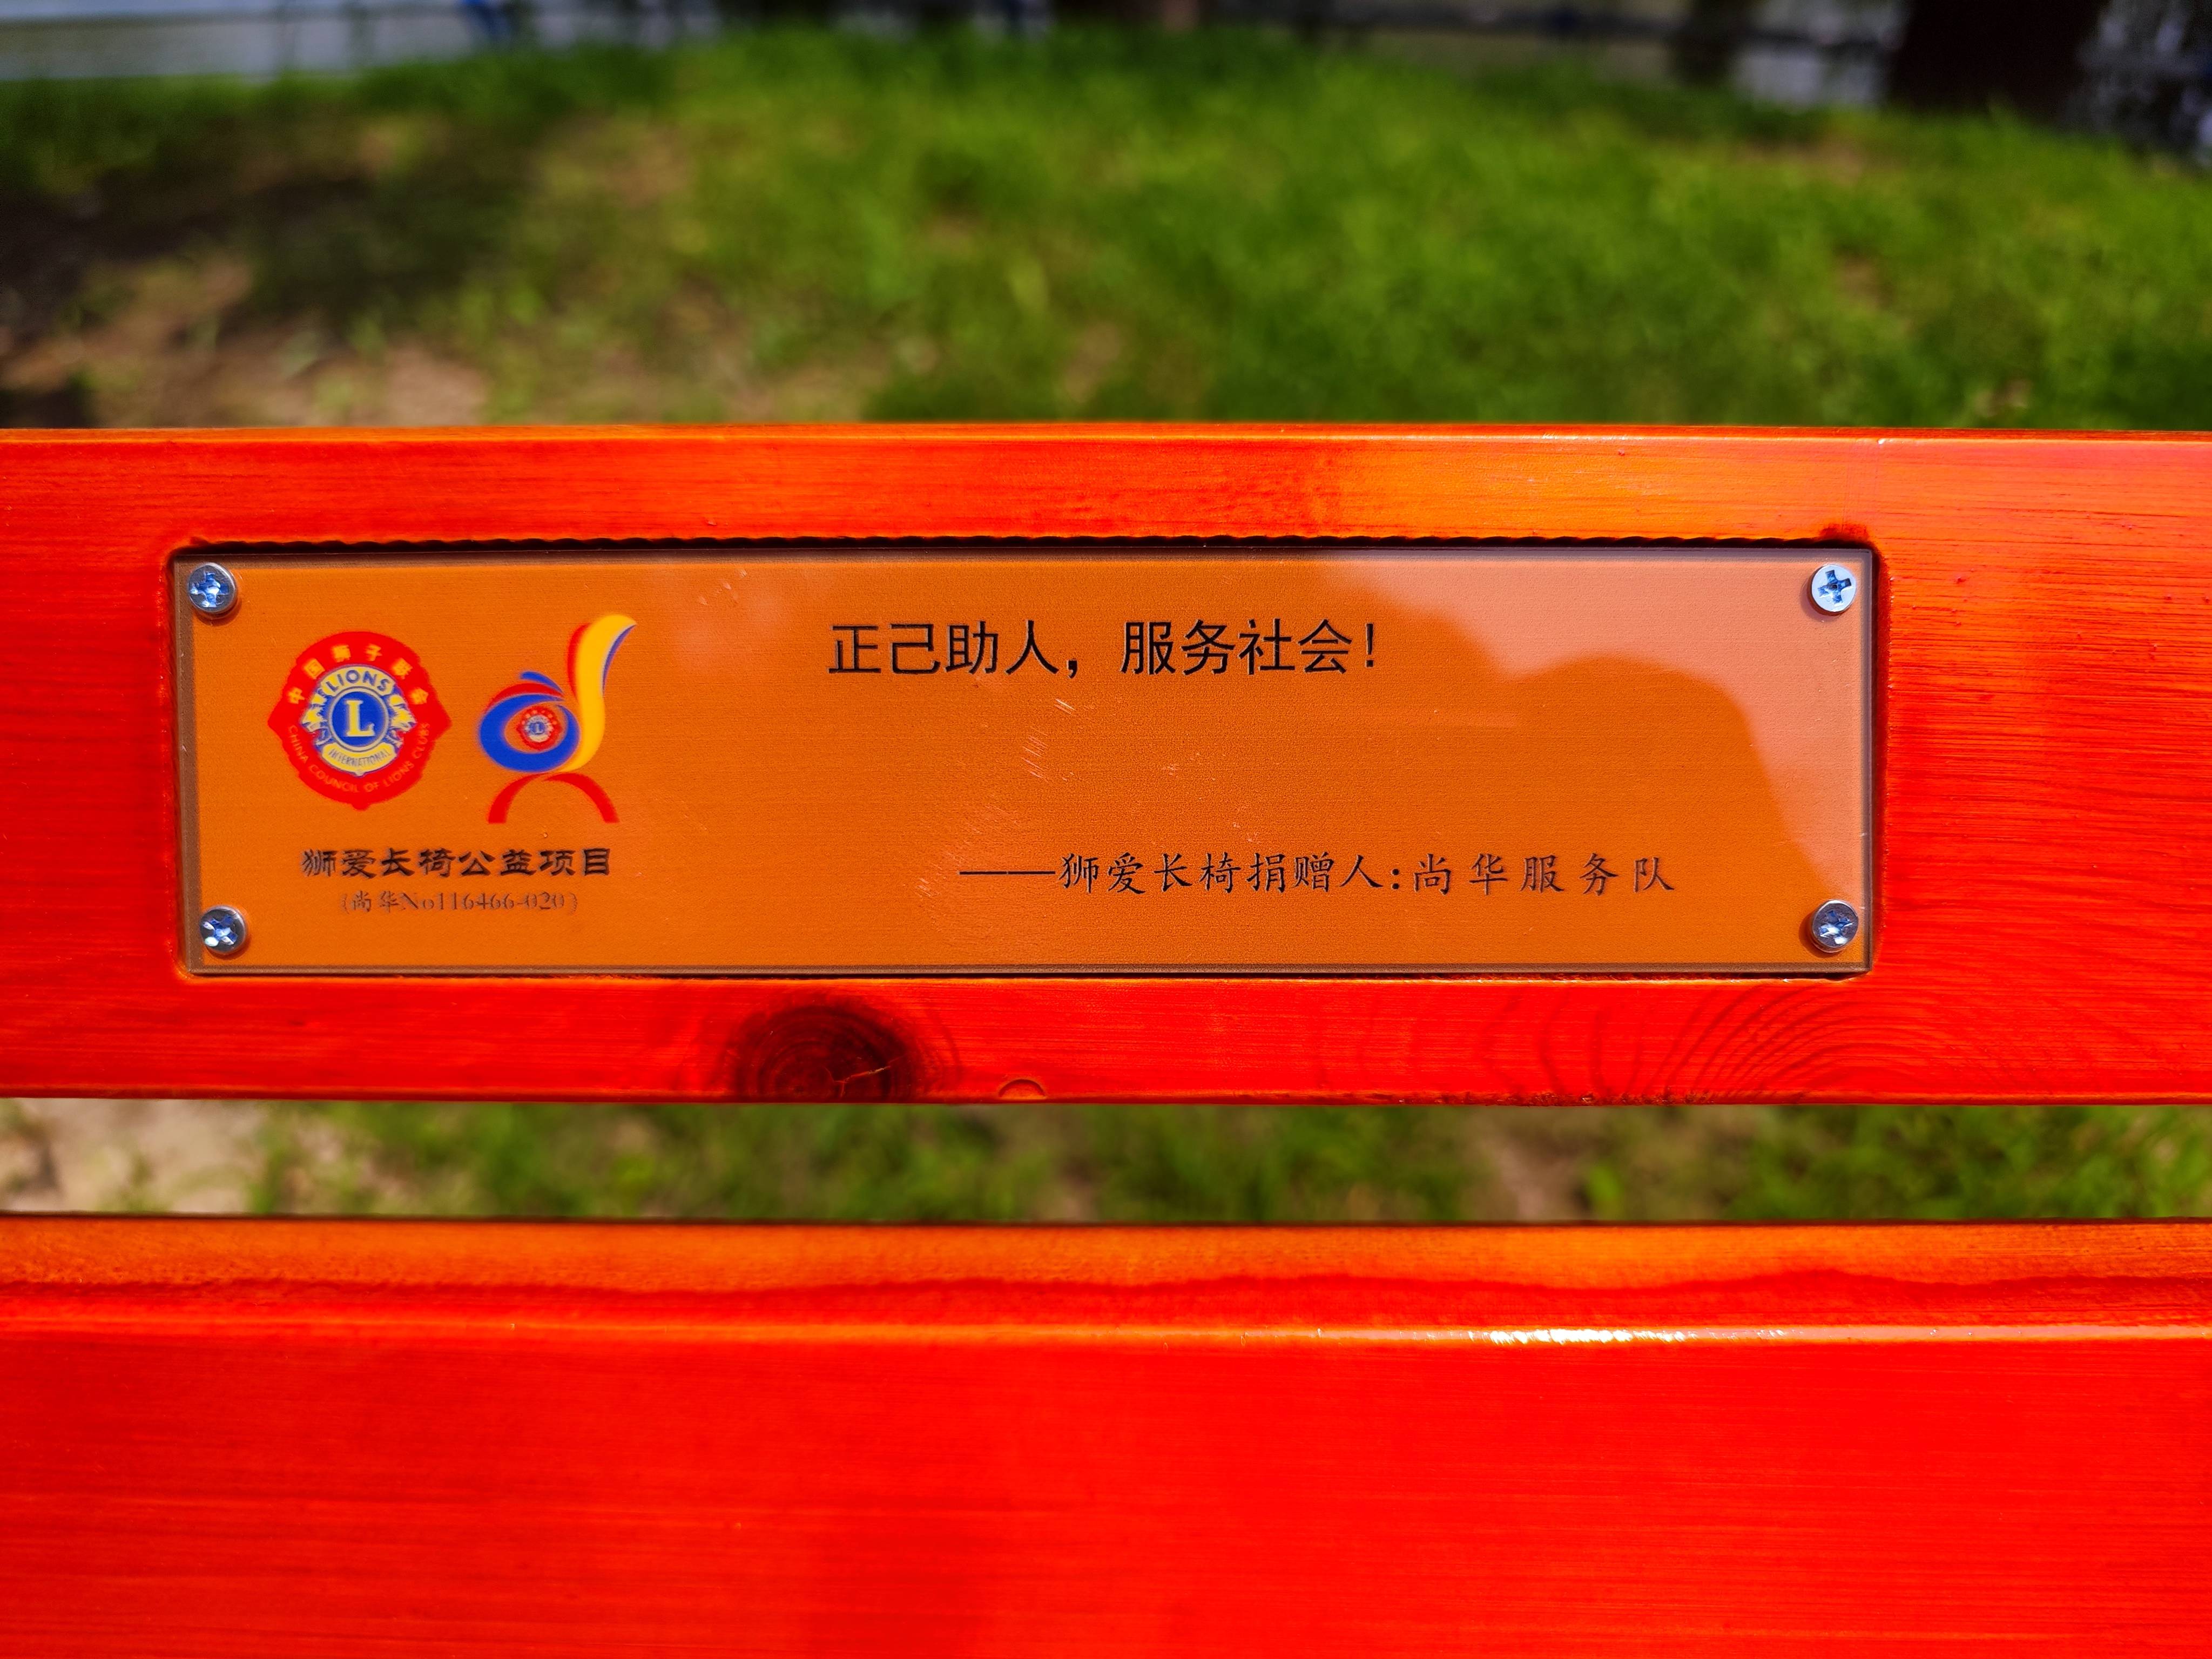 中国狮子联会
LIONS
L
INTERNATIONAL
CHINA COUNCIL OF LIONS CLUBS
狮爱长椅公益项目
(尚华No116466-020)
正己助人，服务社会！
——狮爱长椅捐赠人:尚华服务队